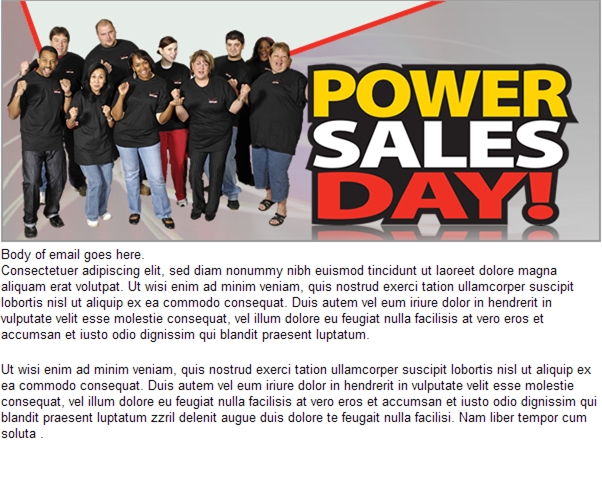 POWER
SALES
DAY!
Body of email goes here.
Consectetuer adipiscing elit, sed diam nonummy nibh euismod tincidunt ut laoreet dolore magna
aliquam erat volutpat. Ut wisi enim ad minim veniam, quis nostrud exerci tation ullamcorper suscipit
lobortis nisl ut aliquip ex ea commodo consequat. Duis autem vel eum iriure dolor in hendrerit in
vulputate velit esse molestie consequat, vel illum dolore eu feugiat nulla facilisis at vero eros et
accumsan et iusto odio dignissim qui blandit praesent luptatum.
Ut wisi enim ad minim veniam, quis nostrud exerci tation ullamcorper suscipit lobortis nisl ut aliquip ex
ea commodo consequat. Duis autem vel eum iriure dolor in hendrerit in vulputate velit esse molestie
consequat, vel illum dolore eu feugiat nulla facilisis at vero eros et accumsan et iusto odio dignissim qui
blandit praesent luptatum zzril delenit augue duis dolore te feugait nulla facilisi. Nam liber tempor cum
soluta .